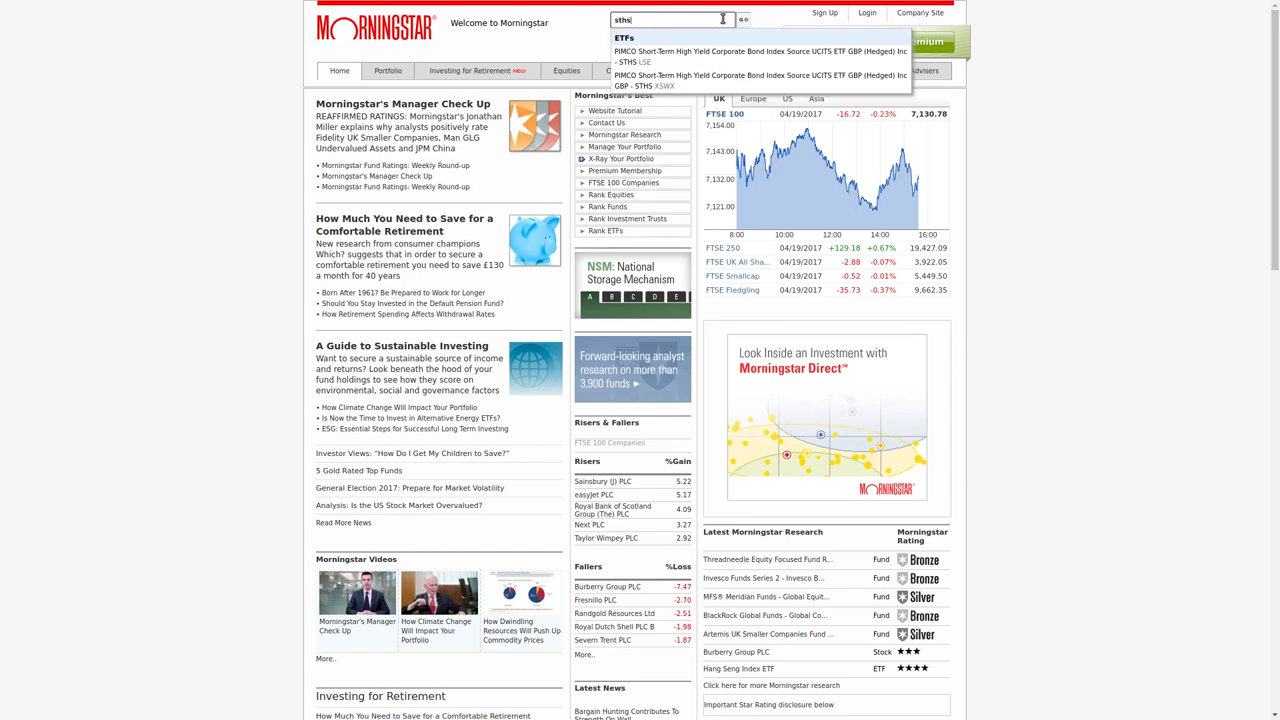 MORNINGSTAR
Welcome to Morningstar
sths
GO
Sign Up
Login
Company Site
ETFs
PIMCO Short-Term High Yield Corporate Bond Index Source UCITS ETF GBP (Hedged) Inc
- STHS LSE
PIMCO Short-Term High Yield Corporate Bond Index Source UCITS ETF GBP (Hedged) Inc
GBP - STHS XSWX
Home
Portfolio
Investing for Retirement NEW
Equities
Morningstar's Manager Check Up
REAFFIRMED RATINGS: Morningstar's Jonathan
Miller explains why analysts positively rate
Fidelity UK Smaller Companies, Man GLG
Undervalued Assets and JPM China
• Morningstar Fund Ratings: Weekly Round-up
• Morningstar's Manager Check Up
• Morningstar Fund Ratings: Weekly Round-up
How Much You Need to Save for a
Comfortable Retirement
New research from consumer champions
Which? suggests that in order to secure a
comfortable retirement you need to save £130
a month for 40 years
• Born After 1961? Be Prepared to Work for Longer
• Should You Stay Invested in the Default Pension Fund?
• How Retirement Spending Affects Withdrawal Rates
A Guide to Sustainable Investing
Want to secure a sustainable source of income
and returns? Look beneath the hood of your
fund holdings to see how they score on
environmental, social and governance factors
• How Climate Change Will Impact Your Portfolio
• Is Now the Time to Invest in Alternative Energy ETFs?
• ESG: Essential Steps for Successful Long Term Investing
Investor Views: “How Do I Get My Children to Save?”
5 Gold Rated Top Funds
General Election 2017: Prepare for Market Volatility
Analysis: Is the US Stock Market Overvalued?
Read More News
Morningstar Videos
Morningstar's Manager
Check Up
How Climate Change
Will Impact Your
Portfolio
How Dwindling
Resources Will Push Up
Commodity Prices
More..
Investing for Retirement
How Much You Need to Save for a Comfortable Retirement
Morningstar's Best
Website Tutorial
Contact Us
Morningstar Research
Manage Your Portfolio
X-Ray Your Portfolio
Premium Membership
FTSE 100 Companies
Rank Equities
Rank Funds
Rank Investment Trusts
Rank ETFs
NSM: National
Storage Mechanism
A B C D E
Forward-looking analyst
research on more than
3,900 funds ►
Risers & Fallers
FTSE 100 Companies
Risers %Gain
Sainsbury (J) PLC 5.22
easyJet PLC 5.17
Royal Bank of Scotland
Group (The) PLC 4.09
Next PLC 3.27
Taylor Wimpey PLC 2.92
Fallers %Loss
Burberry Group PLC -7.47
Fresnillo PLC -2.70
Randgold Resources Ltd -2.51
Royal Dutch Shell PLC B -1.98
Severn Trent PLC -1.87
More..
Latest News
Bargain Hunting Contributes To
UK Europe US Asia
FTSE 100 04/19/2017 -16.72 -0.23% 7,130.78
7,154.00
7,143.00
7,132.00
7,121.00
8:00 10:00 12:00 14:00 16:00
FTSE 250 04/19/2017 +129.18 +0.67% 19,427.09
FTSE UK All Sha... 04/19/2017 -2.88 -0.07% 3,922.05
FTSE Smallcap 04/19/2017 -0.52 -0.01% 5,449.50
FTSE Fledgling 04/19/2017 -35.73 -0.37% 9,662.35
Look Inside an Investment with
Morningstar Direct℠
MORNINGSTAR
Latest Morningstar Research
Morningstar
Rating
Threadneedle Equity Focused Fund R... Fund Bronze
Invesco Funds Series 2 - Invesco B... Fund Bronze
MFS® Meridian Funds - Global Equit... Fund Silver
BlackRock Global Funds - Global Co... Fund Bronze
Artemis UK Smaller Companies Fund ... Fund Silver
Burberry Group PLC Stock ★★★
Hang Seng Index ETF ETF ★★★★
Click here for more Morningstar research
Important Star Rating disclosure below